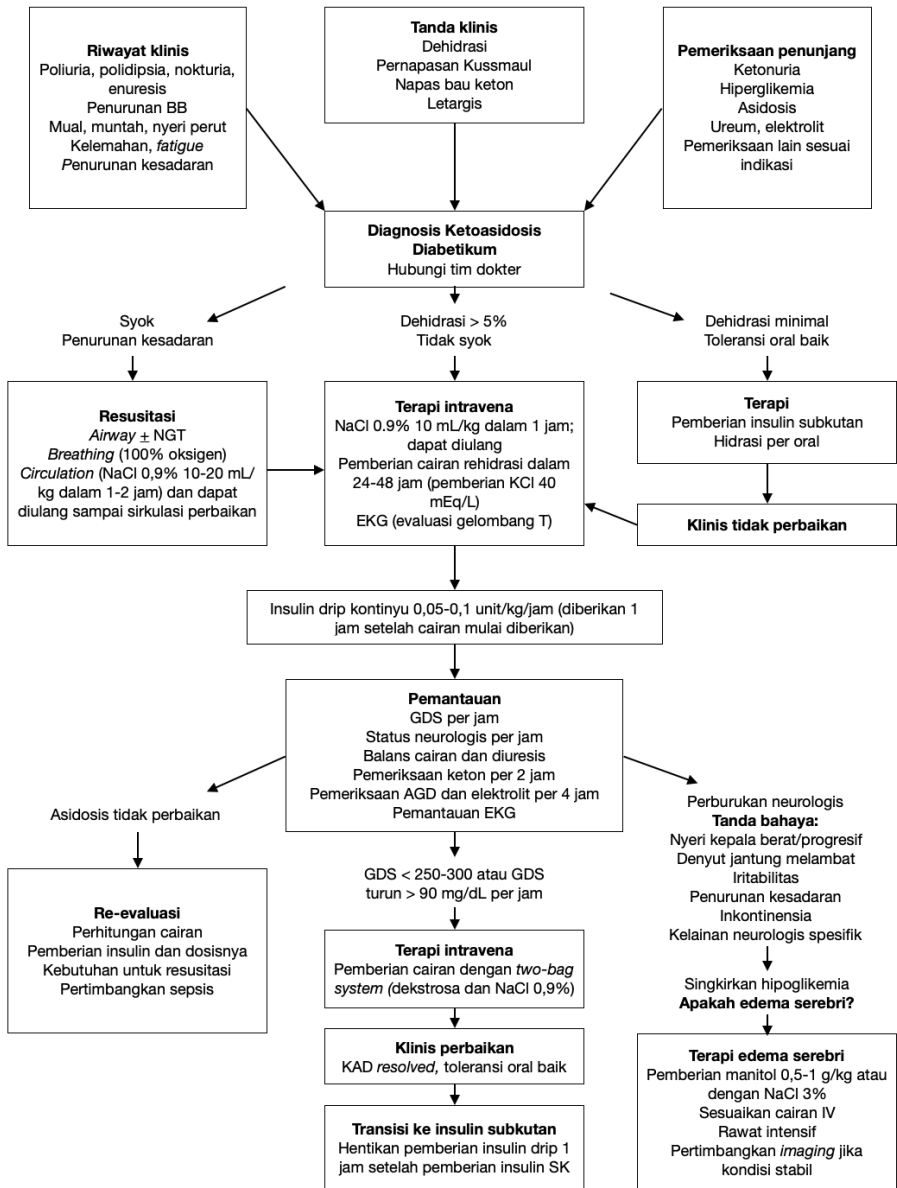 Riwayat klinis
Poliuria, polidipsia, nokturia,
enuresis
Penurunan BB
Mual, muntah, nyeri perut
Kelemahan, fatigue
Penurunan kesadaran
Tanda klinis
Dehidrasi
Pernapasan Kussmaul
Napas bau keton
Letargis
Pemeriksaan penunjang
Ketonuria
Hiperglikemia
Asidosis
Ureum, elektrolit
Pemeriksaan lain sesuai
indikasi
Diagnosis Ketoasidosis
Diabetikum
Hubungi tim dokter
Syok
Penurunan kesadaran
Dehidrasi > 5%
Tidak syok
Dehidrasi minimal
Toleransi oral baik
Resusitasi
Airway ± NGT
Breathing (100% oksigen)
Circulation (NaCl 0,9% 10-20 mL/
kg dalam 1-2 jam) dan dapat
diulang sampai sirkulasi perbaikan
Terapi intravena
NaCl 0.9% 10 mL/kg dalam 1 jam;
dapat diulang
Pemberian cairan rehidrasi dalam
24-48 jam (pemberian KCl 40
mEq/L)
EKG (evaluasi gelombang T)
Terapi
Pemberian insulin subkutan
Hidrasi per oral
Klinis tidak perbaikan
Insulin drip kontinyu 0,05-0,1 unit/kg/jam (diberikan 1
jam setelah cairan mulai diberikan)
Pemantauan
GDS per jam
Status neurologis per jam
Balans cairan dan diuresis
Pemeriksaan keton per 2 jam
Pemeriksaan AGD dan elektrolit per 4 jam
Pemantauan EKG
Asidosis tidak perbaikan
Re-evaluasi
Perhitungan cairan
Pemberian insulin dan dosisnya
Kebutuhan untuk resusitasi
Pertimbangkan sepsis
GDS < 250-300 atau GDS
turun > 90 mg/dL per jam
Terapi intravena
Pemberian cairan dengan two-bag
system (dekstrosa dan NaCl 0,9%)
Klinis perbaikan
KAD resolved, toleransi oral baik
Transisi ke insulin subkutan
Hentikan pemberian insulin drip 1
jam setelah pemberian insulin SK
Perburukan neurologis
Tanda bahaya:
Nyeri kepala berat/progresif
Denyut jantung melambat
Iritabilitas
Penurunan kesadaran
Inkontinensia
Kelainan neurologis spesifik
Singkirkan hipoglikemia
Apakah edema serebri?
Terapi edema serebri
Pemberian manitol 0,5-1 g/kg atau
dengan NaCl 3%
Sesuaikan cairan IV
Rawat intensif
Pertimbangkan imaging jika
kondisi stabil